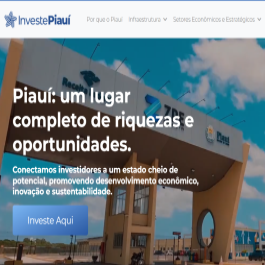 InvestePiauí
Por que o Piauí Infraestrutura Setores Econômicos e Estratégicos
Piauí: um lugar
completo de riquezas e
oportunidades.
Conectamos investidores a um estado cheio de
potencial, promovendo desenvolvimento econômico,
inovação e sustentabilidade.
Investe Aqui